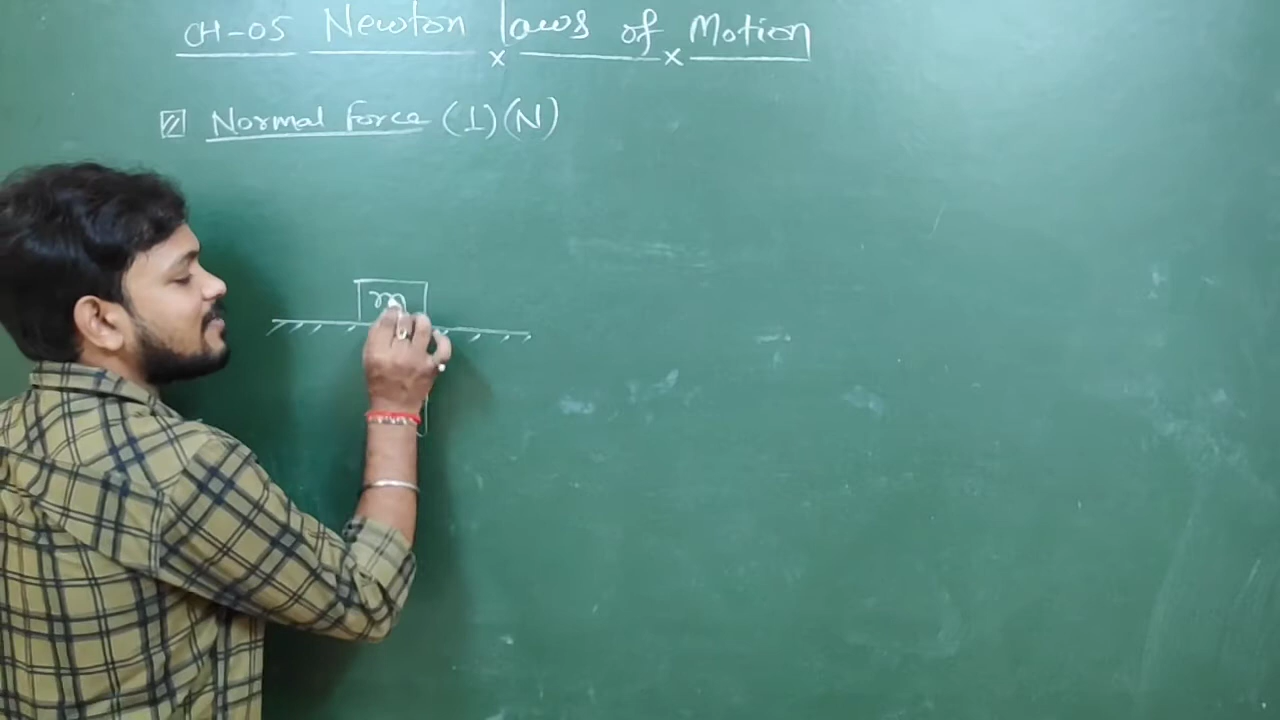 CH-05 Newton laws of Motion
Normal force (⊥) (N)
m